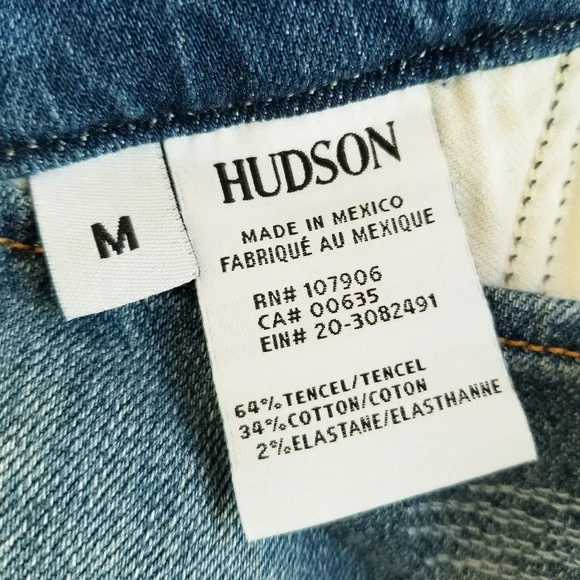 M
HUDSON
MADE IN MEXICO
FABRIQUÉ AU MEXIQUE
RN# 107906
CA# 00635
EIN# 20-3082491
64%TENCEL/TENCEL
34%COTTON/COTON
2%ELASTANE/ELASTHANNE